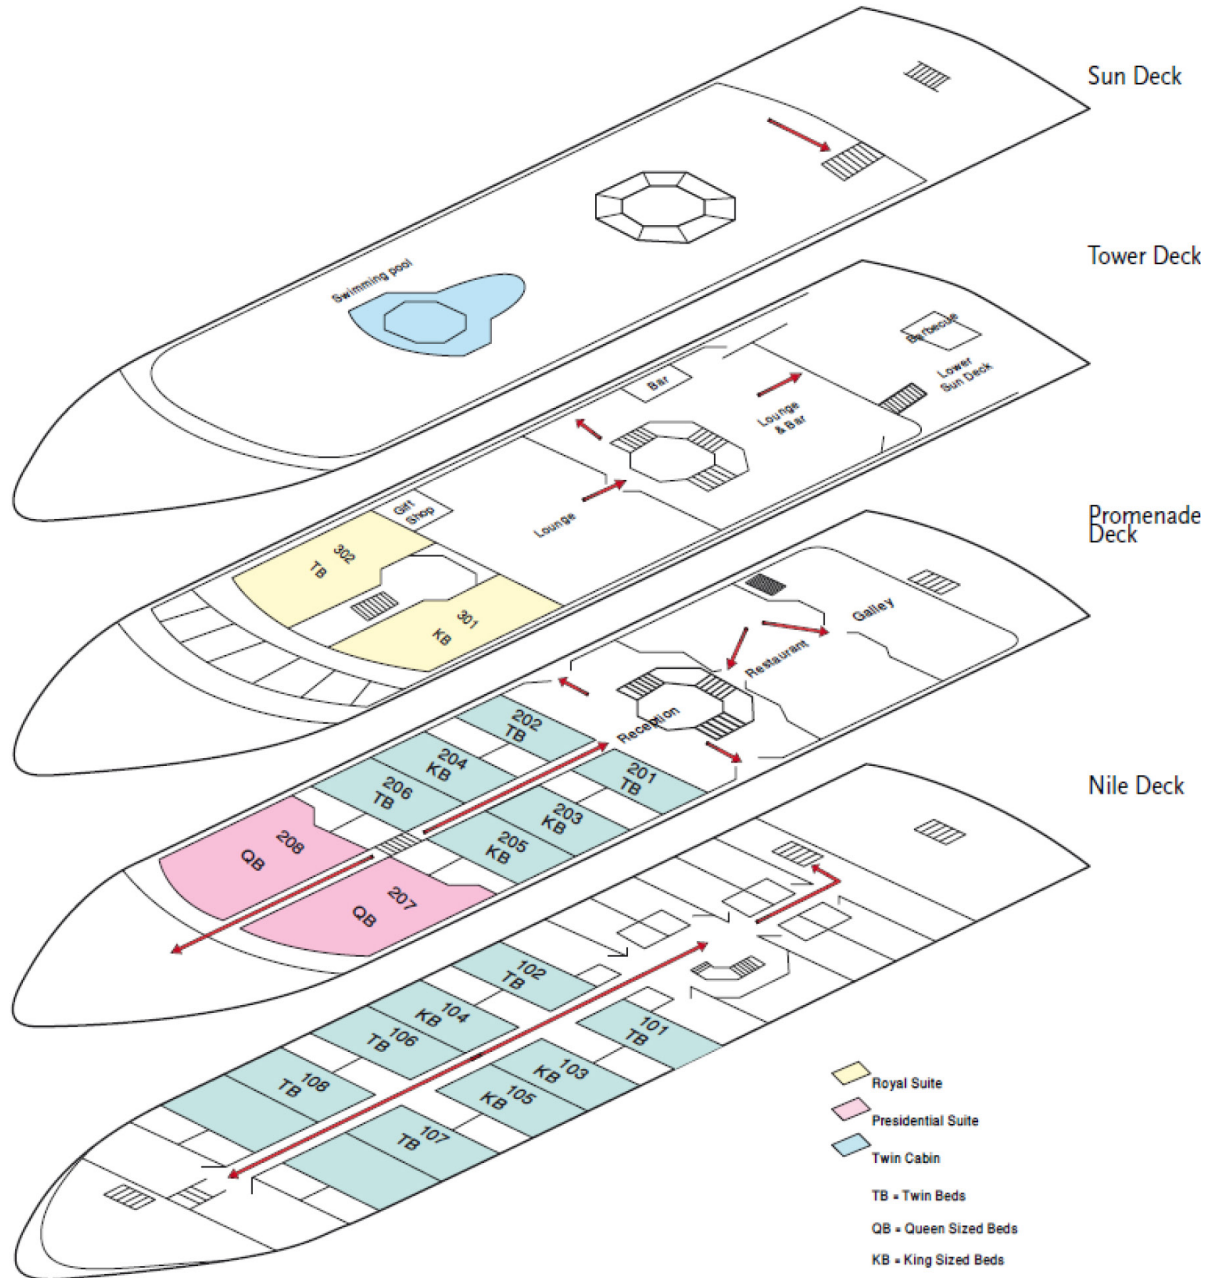 Sun Deck
Swimming pool
Tower Deck
Barbecue
Lower
Sun Deck
Bar
Lounge
& Bar
Lounge
Gift
Shop
302
TB
301
KB
Promenade
Deck
Galley
Restaurant
Reception
202
TB
204
KB
206
TB
208
QB
201
TB
203
KB
205
KB
207
QB
Nile Deck
102
TB
104
KB
106
TB
108
TB
101
TB
103
KB
105
KB
107
TB
Royal Suite
Presidential Suite
Twin Cabin
TB = Twin Beds
QB = Queen Sized Beds
KB = King Sized Beds